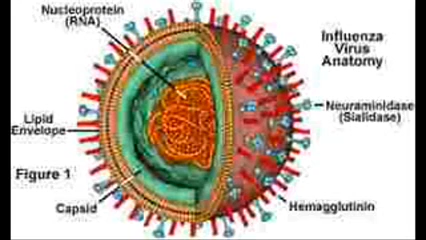 Nucleoprotein
(RNA)
Influenza
Virus
Anatomy
Neuraminidase
(Sialidase)
Lipid
Envelope
Figure 1
Capsid
Hemagglutinin